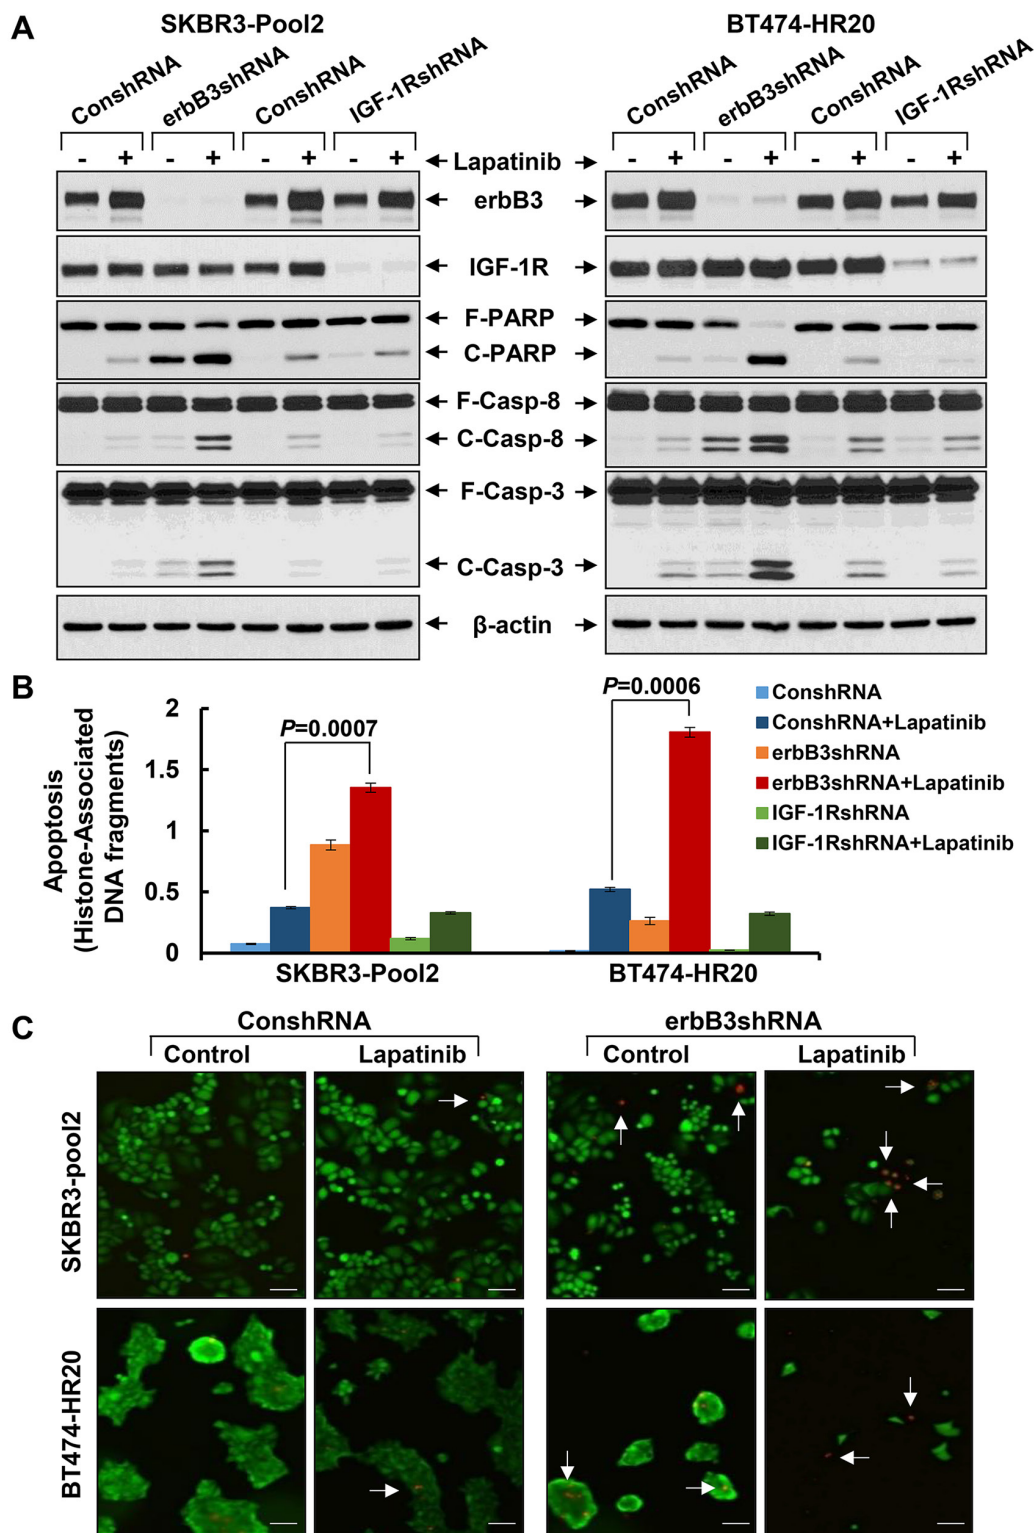 A
SKBR3-Pool2 BT474-HR20
ConshRNA erbB3shRNA ConshRNA IGF-1RshRNA ConshRNA erbB3shRNA ConshRNA IGF-1RshRNA
- + - + - + - + Lapatinib - + - + - + - +
erbB3
IGF-1R
F-PARP
C-PARP
F-Casp-8
C-Casp-8
F-Casp-3
C-Casp-3
β-actin
B
Apoptosis
(Histone-Associated
DNA fragments)
2
1.5
1
0.5
0
P=0.0007
P=0.0006
SKBR3-Pool2 BT474-HR20
ConshRNA
ConshRNA+Lapatinib
erbB3shRNA
erbB3shRNA+Lapatinib
IGF-1RshRNA
IGF-1RshRNA+Lapatinib
C
ConshRNA erbB3shRNA
Control Lapatinib Control Lapatinib
SKBR3-pool2
BT474-HR20